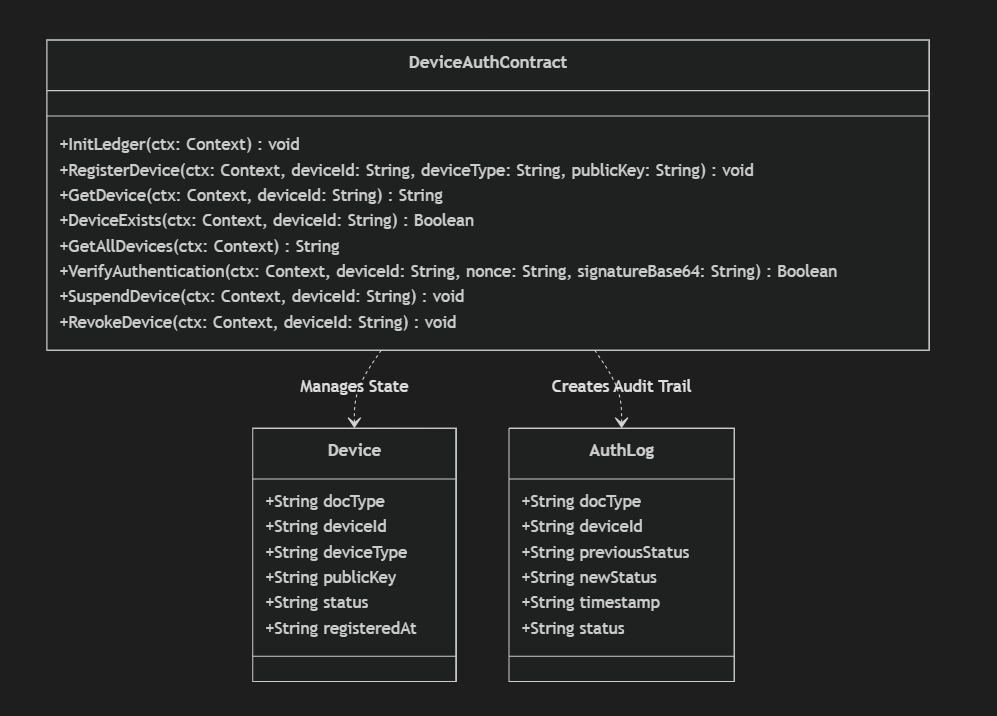 DeviceAuthContract
+InitLedger(ctx: Context) : void
+RegisterDevice(ctx: Context, deviceId: String, deviceType: String, publicKey: String) : void
+GetDevice(ctx: Context, deviceId: String) : String
+DeviceExists(ctx: Context, deviceId: String) : Boolean
+GetAllDevices(ctx: Context) : String
+VerifyAuthentication(ctx: Context, deviceId: String, nonce: String, signatureBase64: String) : Boolean
+SuspendDevice(ctx: Context, deviceId: String) : void
+RevokeDevice(ctx: Context, deviceId: String) : void
Manages State
Creates Audit Trail
Device
+String docType
+String deviceId
+String deviceType
+String publicKey
+String status
+String registeredAt
AuthLog
+String docType
+String deviceId
+String previousStatus
+String newStatus
+String timestamp
+String status